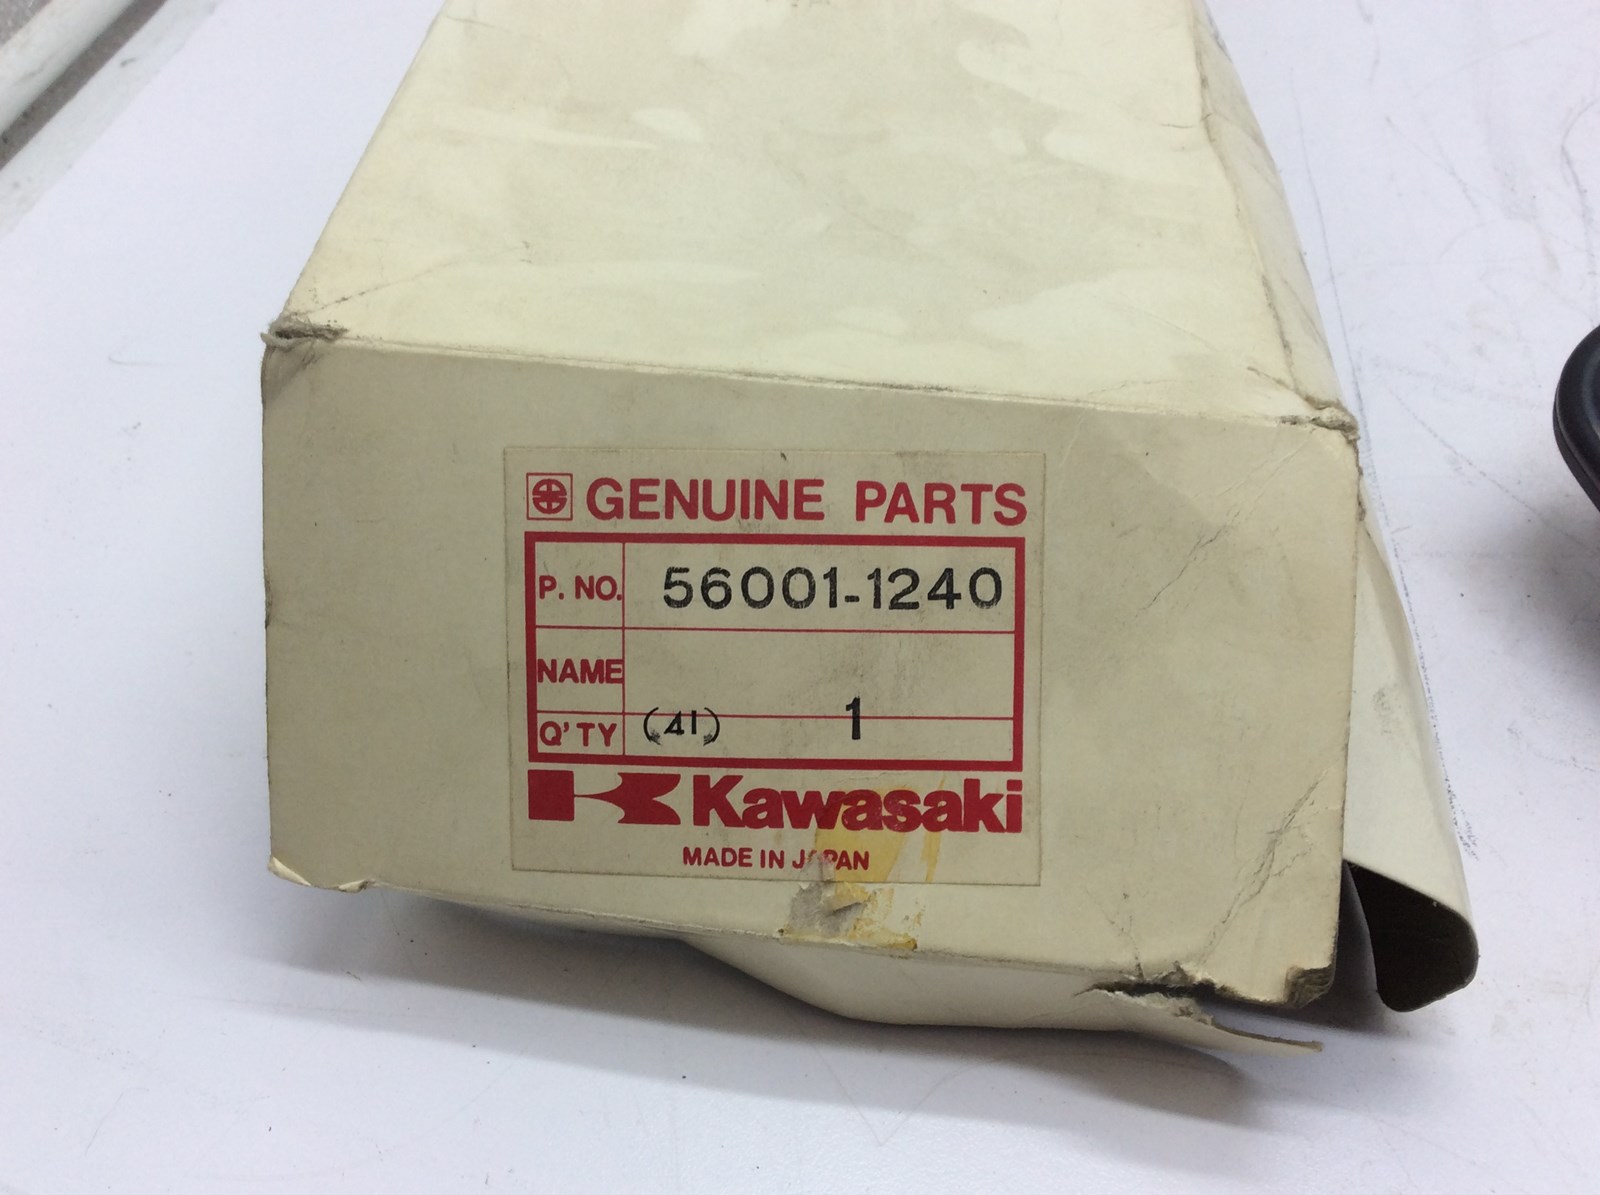 GENUINE PARTS
P. NO. 56001-1240
NAME
Q'TY (41) 1
Kawasaki
MADE IN JAPAN